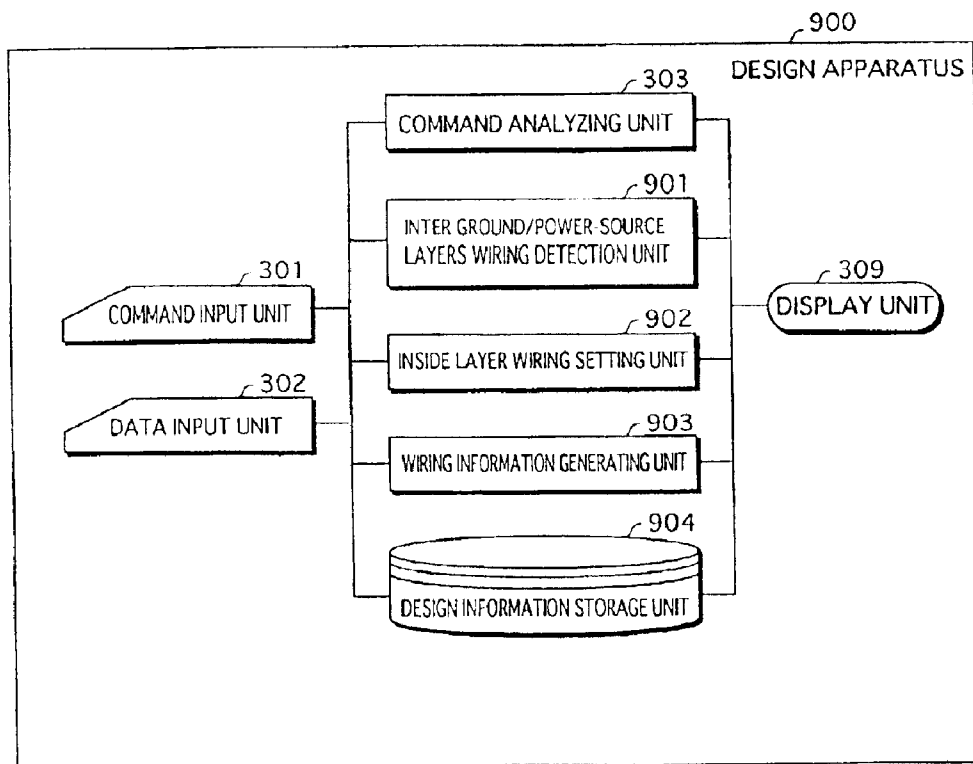 900
DESIGN APPARATUS
303
COMMAND ANALYZING UNIT
901
INTER GROUND/POWER-SOURCE
LAYERS WIRING DETECTION UNIT
301
COMMAND INPUT UNIT
309
DISPLAY UNIT
902
INSIDE LAYER WIRING SETTING UNIT
302
DATA INPUT UNIT
903
WIRING INFORMATION GENERATING UNIT
904
DESIGN INFORMATION STORAGE UNIT